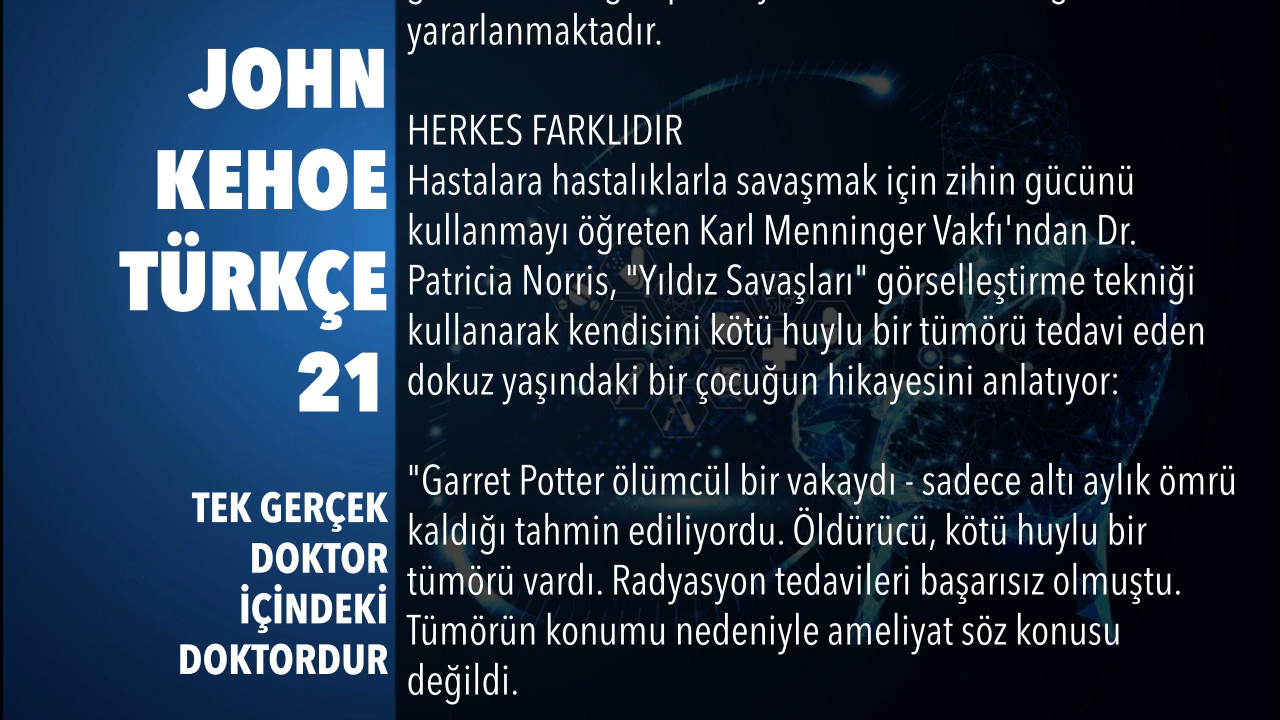 JOHN
KEHOE
TÜRKÇE
21
TEK GERÇEK
DOKTOR
İÇİNDEKİ
DOKTORDUR
yararlanmaktadır.
HERKES FARKLIDIR
Hastalara hastalıklarla savaşmak için zihin gücünü
kullanmayı öğreten Karl Menninger Vakfı'ndan Dr.
Patricia Norris, "Yıldız Savaşları" görselleştirme tekniği
kullanarak kendisini kötü huylu bir tümörü tedavi eden
dokuz yaşındaki bir çocuğun hikayesini anlatıyor:
"Garret Potter ölümcül bir vakaydı - sadece altı aylık ömrü
kaldığı tahmin ediliyordu. Öldürücü, kötü huylu bir
tümörü vardı. Radyasyon tedavileri başarısız olmuştu.
Tümörün konumu nedeniyle ameliyat söz konusu
değildi.